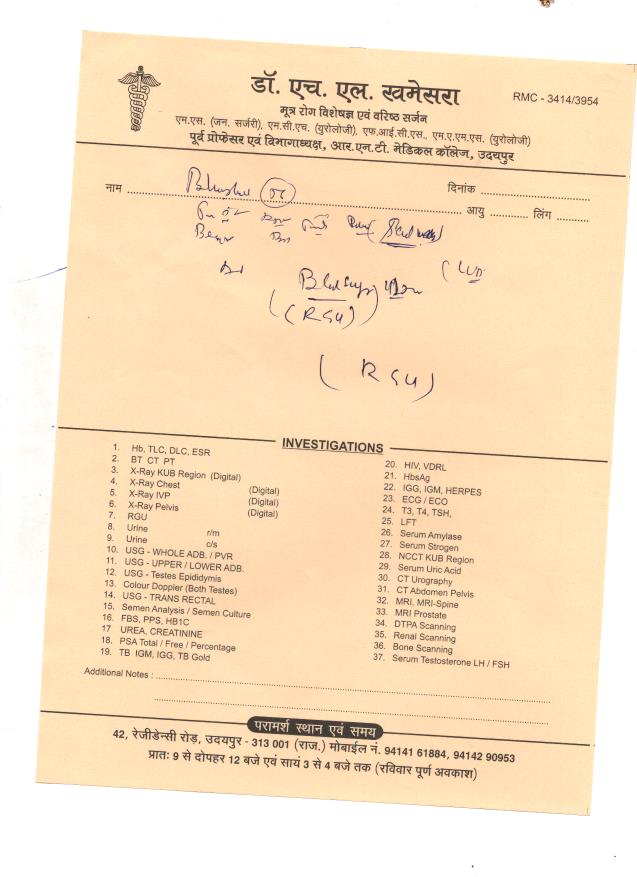 डॉ. एच. एल. खमेसरा
RMC - 3414/3954
मूत्र रोग विशेषज्ञ एवं वरिष्ठ सर्जन
एम.एस. (जन. सर्जरी), एम.सी.एच. (युरोलोजी), एफ.आई.सी.एस., एम.ए.एम.एस. (युरोलोजी)
पूर्व प्रोफेसर एवं विभागाध्यक्ष, आर.एन.टी. मेडिकल कॉलेज, उदयपुर
नाम
दिनांक
आयु लिंग
(RGU)
(RGU)
INVESTIGATIONS
1. Hb, TLC, DLC, ESR
2. BT CT PT
3. X-Ray KUB Region (Digital)
4. X-Ray Chest (Digital)
5. X-Ray IVP (Digital)
6. X-Ray Pelvis (Digital)
7. RGU
8. Urine r/m
9. Urine c/s
10. USG - WHOLE ADB. / PVR
11. USG - UPPER / LOWER ADB.
12. USG - Testes Epididymis
13. Colour Doppler (Both Testes)
14. USG - TRANS RECTAL
15. Semen Analysis / Semen Culture
16. FBS, PPS, HB1C
17 UREA, CREATININE
18. PSA Total / Free / Percentage
19. TB IGM, IGG, TB Gold
20. HIV, VDRL
21. HbsAg
22. IGG, IGM, HERPES
23. ECG / ECO
24. T3, T4, TSH,
25. LFT
26. Serum Amylase
27. Serum Strogen
28. NCCT KUB Region
29. Serum Uric Acid
30. CT Urography
31. CT Abdomen Pelvis
32. MRI, MRI-Spine
33. MRI Prostate
34. DTPA Scanning
35. Renal Scanning
36. Bone Scanning
37. Serum Testosterone LH / FSH
Additional Notes :
परामर्श स्थान एवं समय
42, रेजीडेन्सी रोड़, उदयपुर - 313 001 (राज.) मोबाईल नं. 94141 61884, 94142 90953
प्रातः 9 से दोपहर 12 बजे एवं सायं 3 से 4 बजे तक (रविवार पूर्ण अवकाश)